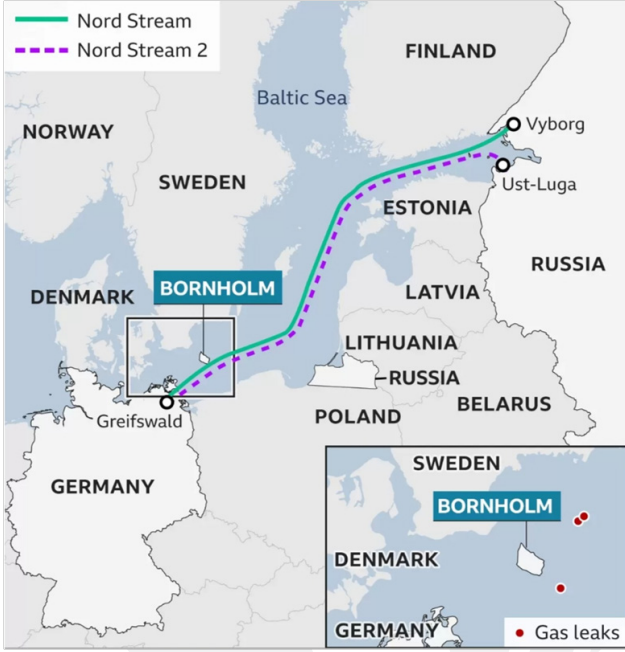 Nord Stream
Nord Stream 2
FINLAND
Baltic Sea
Vyborg
NORWAY
SWEDEN
Ust-Luga
ESTONIA
RUSSIA
BORNHOLM
DENMARK
LATVIA
LITHUANIA
RUSSIA
BELARUS
POLAND
Greifswald
GERMANY
SWEDEN
BORNHOLM
DENMARK
GERMANY
Gas leaks